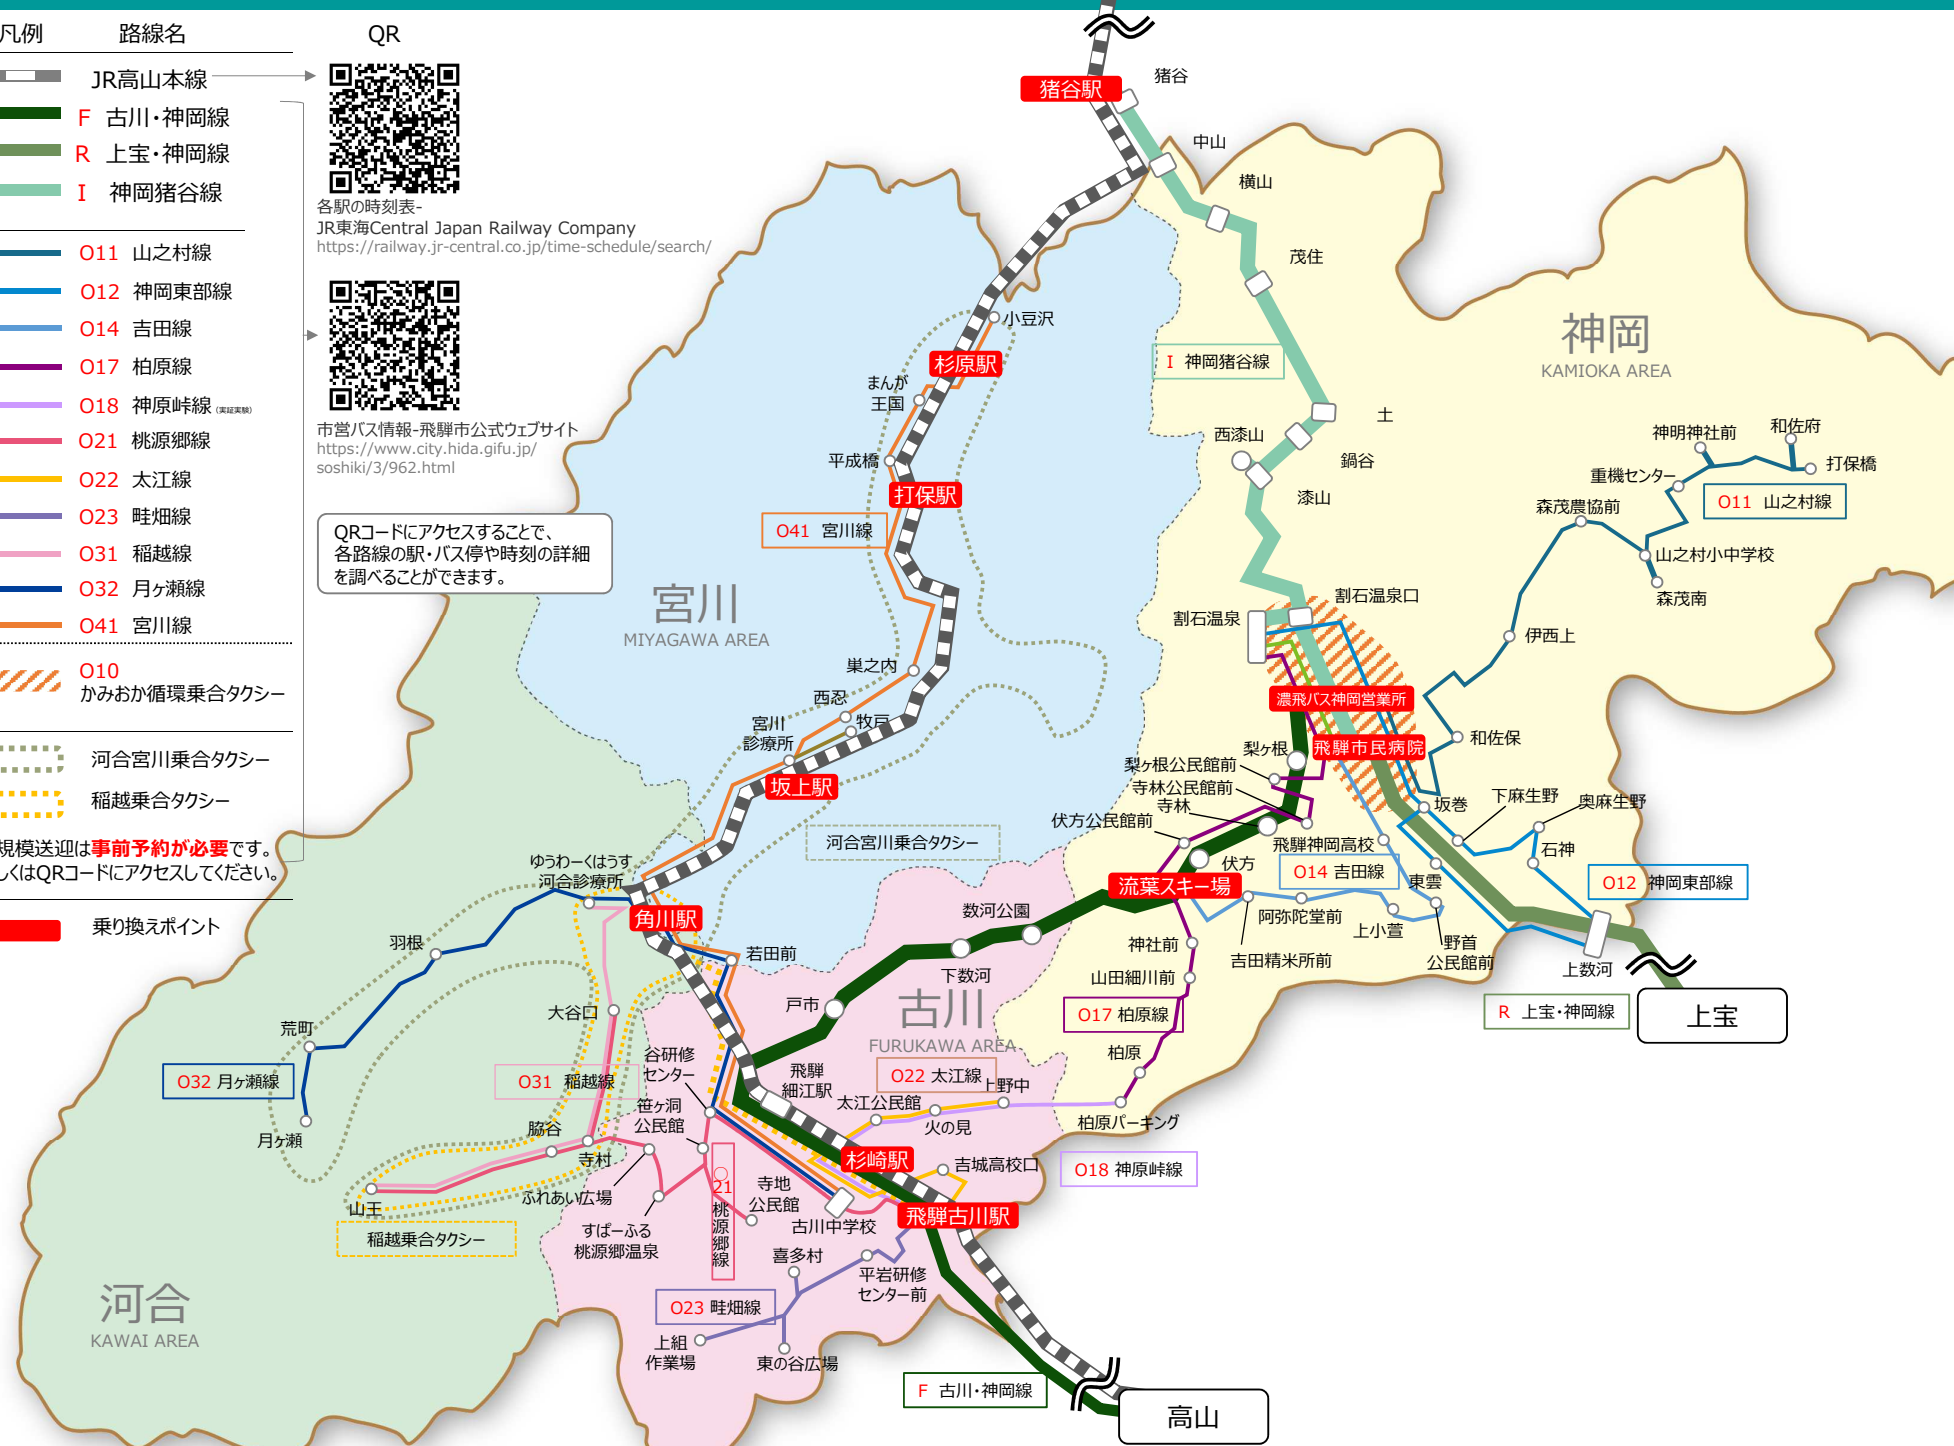 凡例 路線名 QR
JR高山本線
F 古川・神岡線
R 上宝・神岡線
I 神岡猪谷線
O11 山之村線
O12 神岡東部線
O14 吉田線
O17 柏原線
O18 神原峠線 (実証実験)
O21 桃源郷線
O22 太江線
O23 畦畑線
O31 稲越線
O32 月ヶ瀬線
O41 宮川線
O10
かみおか循環乗合タクシー
河合宮川乗合タクシー
稲越乗合タクシー
規模送迎は事前予約が必要です。
しくはQRコードにアクセスしてください。
乗り換えポイント
各駅の時刻表-
JR東海Central Japan Railway Company
https://railway.jr-central.co.jp/time-schedule/search/
市営バス情報-飛騨市公式ウェブサイト
https://www.city.hida.gifu.jp/
soshiki/3/962.html
QRコードにアクセスすることで、
各路線の駅・バス停や時刻の詳細
を調べることができます。
猪谷駅
猪谷
中山
横山
茂住
土
西漆山
鍋谷
漆山
割石温泉口
割石温泉
I 神岡猪谷線
神岡
KAMIOKA AREA
神明神社前
和佐府
打保橋
重機センター
O11 山之村線
森茂農協前
山之村小中学校
森茂南
伊西上
和佐保
濃飛バス神岡営業所
飛騨市民病院
梨ヶ根
梨ヶ根公民館前
寺林公民館前
寺林
伏方公民館前
飛騨神岡高校
伏方
坂巻
下麻生野
奥麻生野
石神
東雲
O14 吉田線
O12 神岡東部線
流葉スキー場
阿弥陀堂前
上小萱
野首
公民館前
吉田精米所前
上数河
R 上宝・神岡線
上宝
神社前
山田細川前
O17 柏原線
柏原
柏原パーキング
O18 神原峠線
小豆沢
杉原駅
まんが
王国
平成橋
打保駅
O41 宮川線
宮川
MIYAGAWA AREA
巣之内
西忍
牧戸
宮川
診療所
坂上駅
河合宮川乗合タクシー
ゆうわーくはうす
河合診療所
角川駅
羽根
若田前
大谷口
荒町
O32 月ヶ瀬線
月ヶ瀬
O31 稲越線
脇谷
寺村
山王
稲越乗合タクシー
河合
KAWAI AREA
数河公園
下数河
戸市
古川
FURUKAWA AREA
谷研修
センター
飛騨
細江駅
O22 太江線
上野中
太江公民館
火の見
笹ヶ洞
公民館
杉崎駅
吉城高校口
ふれあい広場
すぱーふる
桃源郷温泉
O21桃源郷線
寺地
公民館
古川中学校
飛騨古川駅
喜多村
平岩研修
センター前
O23 畦畑線
上組
作業場
東の谷広場
F 古川・神岡線
高山